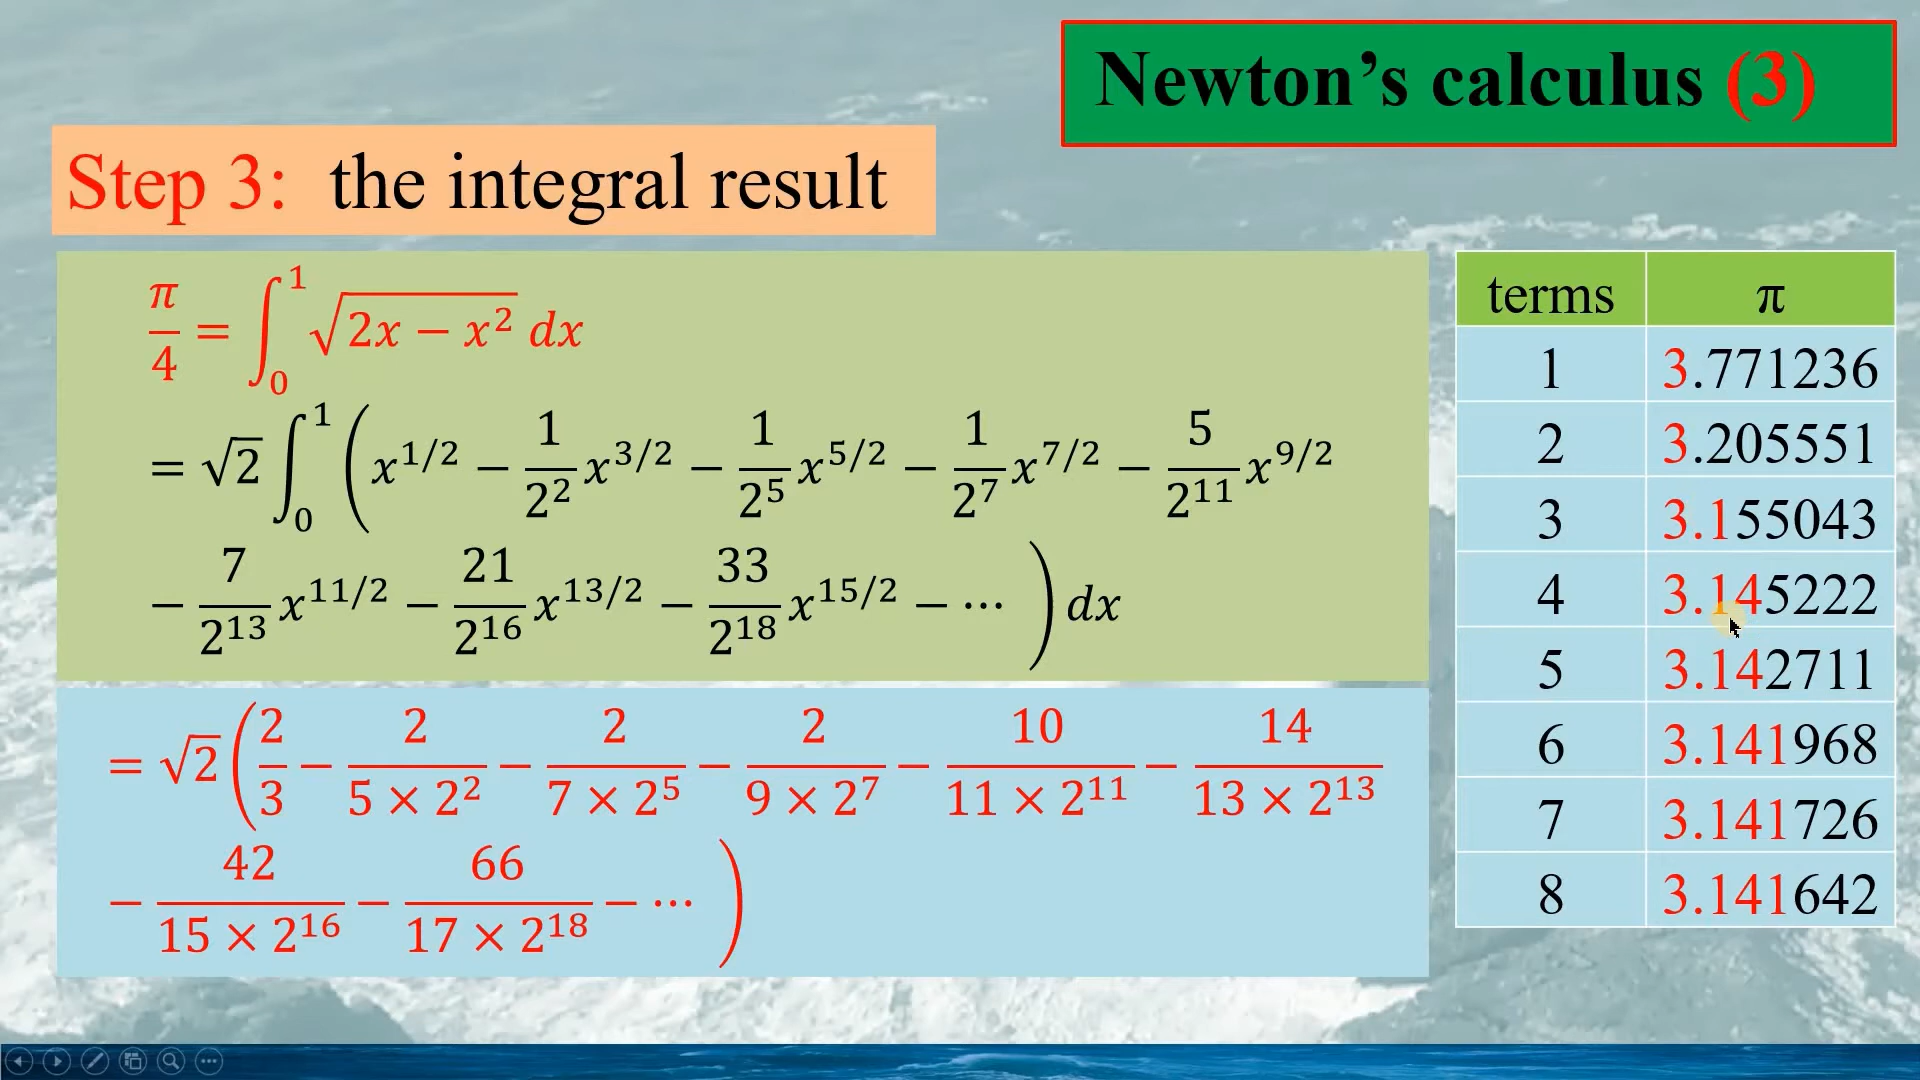 Newton’s calculus (3)
Step 3: the integral result
π/4 = ∫₀¹ √(2x − x²) dx
= √2 ∫₀¹ (x^{1/2} − 1/2² x^{3/2} − 1/2⁵ x^{5/2} − 1/2⁷ x^{7/2} − 5/2¹¹ x^{9/2}
− 7/2¹³ x^{11/2} − 21/2¹⁶ x^{13/2} − 33/2¹⁸ x^{15/2} − ⋯ ) dx
= √2 (2/3 − 2/(5 × 2²) − 2/(7 × 2⁵) − 2/(9 × 2⁷) − 10/(11 × 2¹¹) − 14/(13 × 2¹³)
− 42/(15 × 2¹⁶) − 66/(17 × 2¹⁸) − ⋯ )
terms π
1 3.771236
2 3.205551
3 3.155043
4 3.145222
5 3.142711
6 3.141968
7 3.141726
8 3.141642